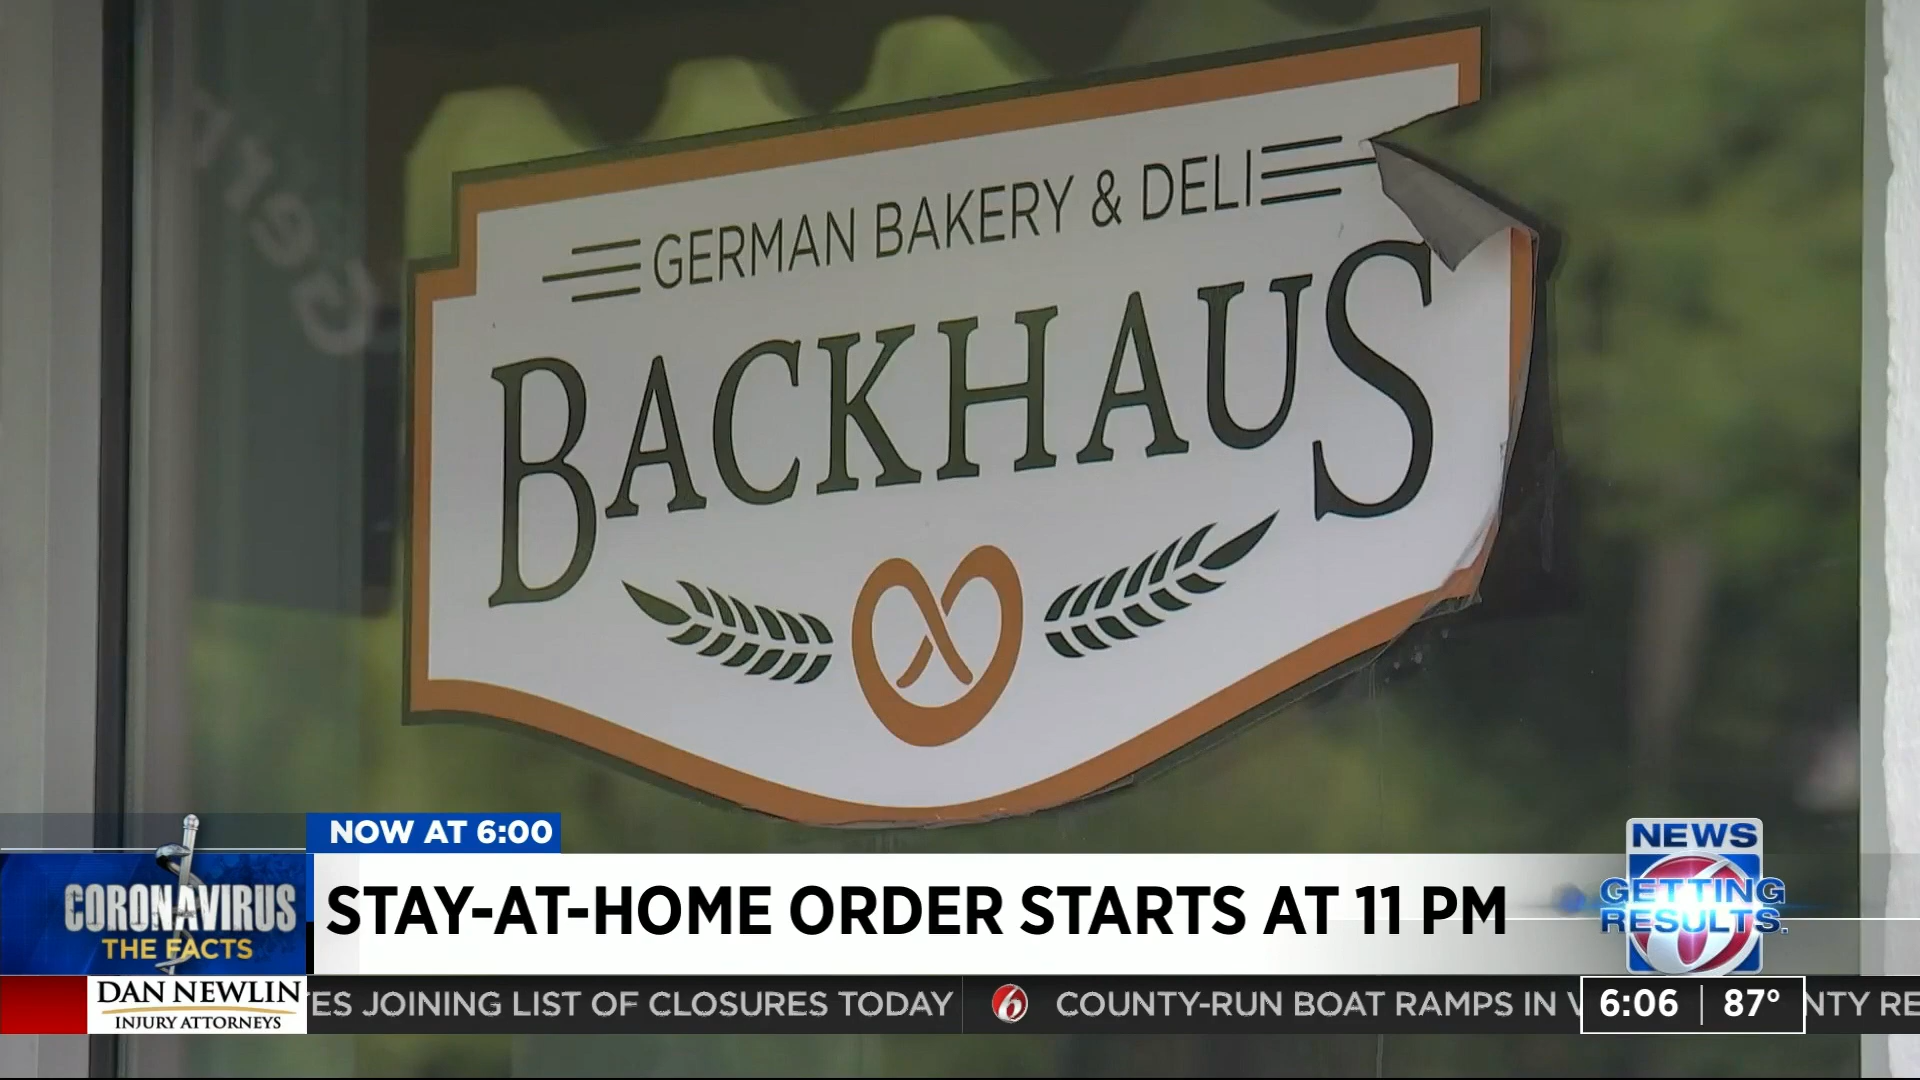 GERMAN BAKERY & DELI
BACKHAUS
NOW AT 6:00
CORONAVIRUS
THE FACTS
STAY-AT-HOME ORDER STARTS AT 11 PM
NEWS
6
GETTING
RESULTS.
DAN NEWLIN
INJURY ATTORNEYS
ES JOINING LIST OF CLOSURES TODAY
6
COUNTY-RUN BOAT RAMPS IN V
6:06
87°
NTY RE